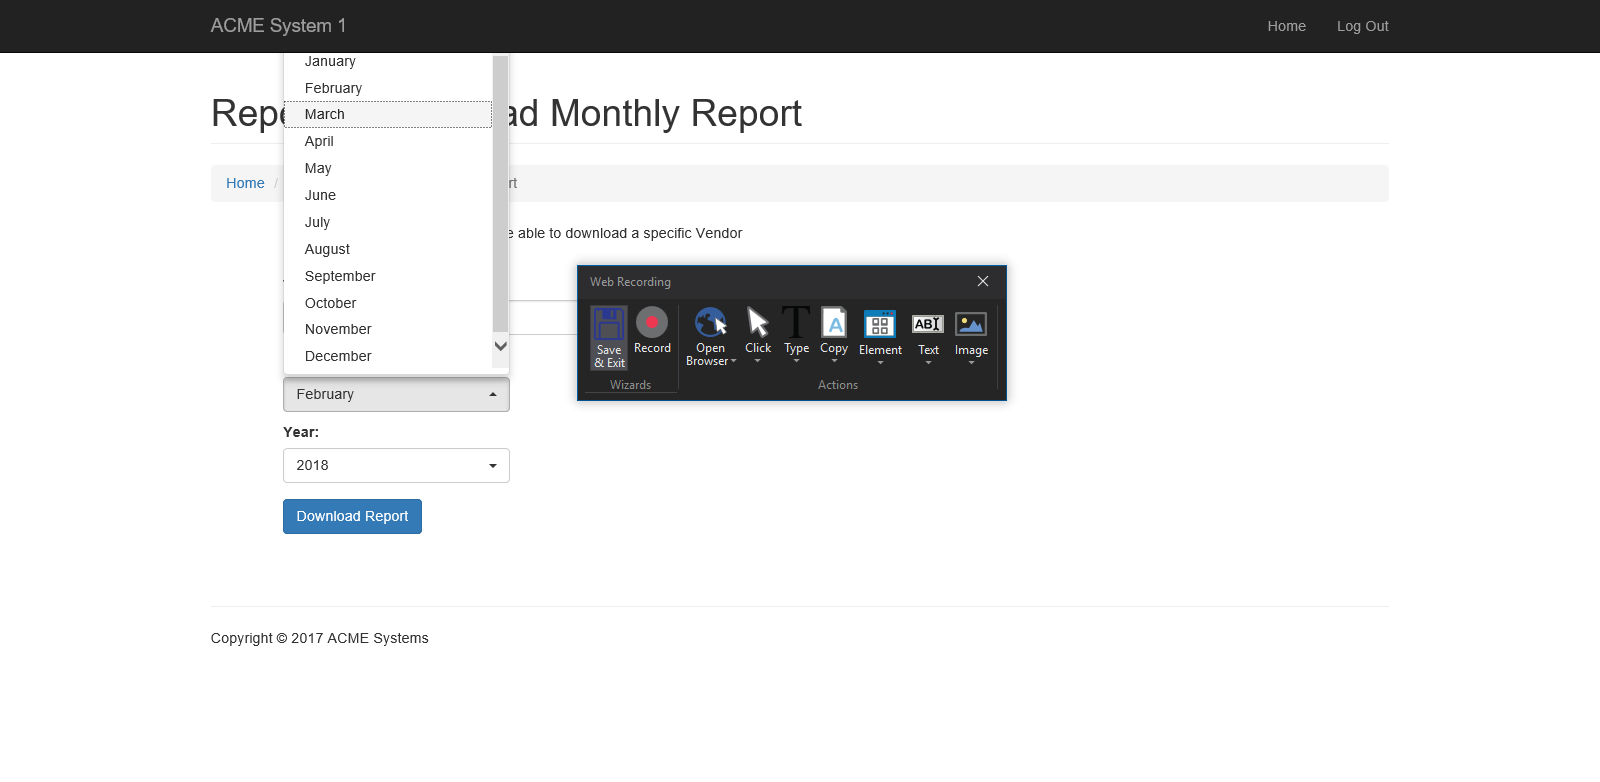 ACME System 1
Home
Log Out
January
February
March
April
May
June
July
August
September
October
November
December
ad Monthly Report
Home /
able to download a specific Vendor
Web Recording
Save & Exit
Record
Open Browser
Click
Type
Copy
Element
Text
Image
Wizards
Actions
February
Year:
2018
Download Report
Copyright © 2017 ACME Systems